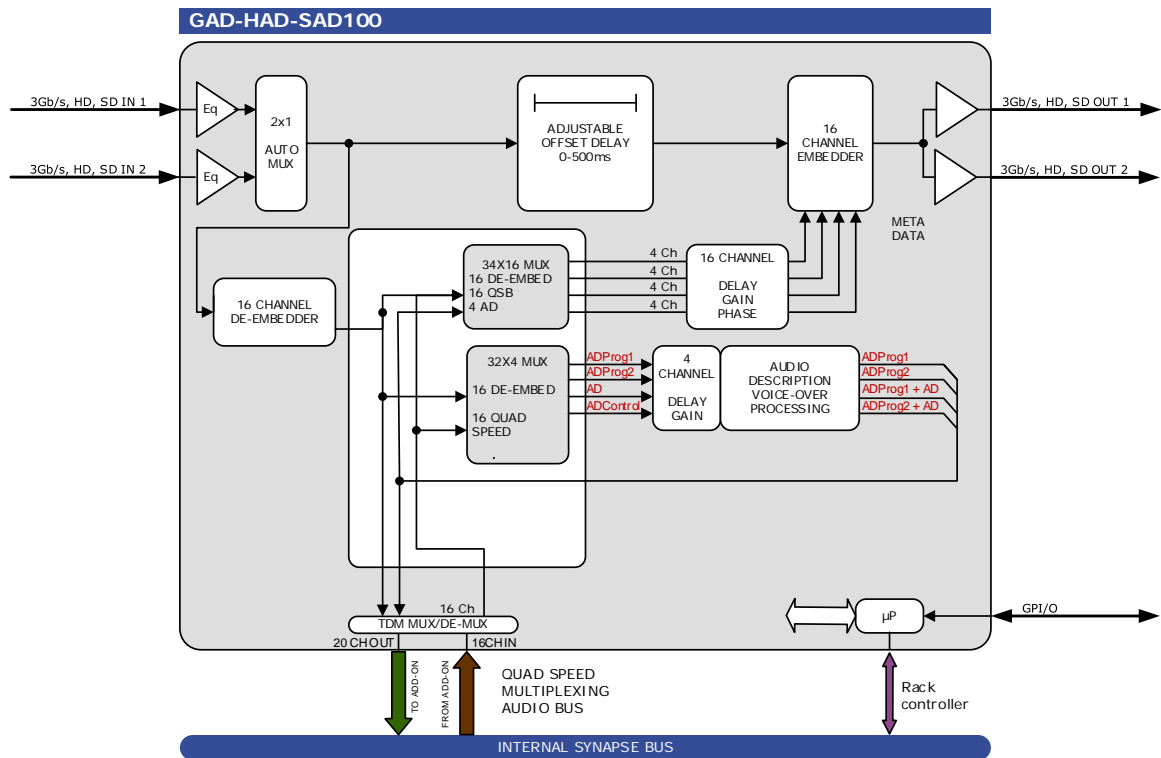 GAD-HAD-SAD100
3Gb/s, HD, SD IN 1
3Gb/s, HD, SD IN 2
Eq
Eq
2x1
AUTO
MUX
ADJUSTABLE
OFFSET DELAY
0-500ms
16
CHANNEL
EMBEDDER
3Gb/s, HD, SD OUT 1
3Gb/s, HD, SD OUT 2
META
DATA
16 CHANNEL
DE-EMBEDDER
34X16 MUX
16 DE-EMBED
16 QSB
4 AD
4 Ch
4 Ch
4 Ch
4 Ch
16 CHANNEL
DELAY
GAIN
PHASE
32X4 MUX
16 DE-EMBED
16 QUAD
SPEED
.
ADProg1
ADProg2
AD
ADControl
4
CHANNEL
DELAY
GAIN
AUDIO
DESCRIPTION
VOICE-OVER
PROCESSING
ADProg1
ADProg2
ADProg1 + AD
ADProg2 + AD
16 Ch
TDM MUX/DE-MUX
20 CHOUT
16CHIN
TO ADD-ON
FROM ADD-ON
QUAD SPEED
MULTIPLEXING
AUDIO BUS
µP
GPI/O
Rack
controller
INTERNAL SYNAPSE BUS